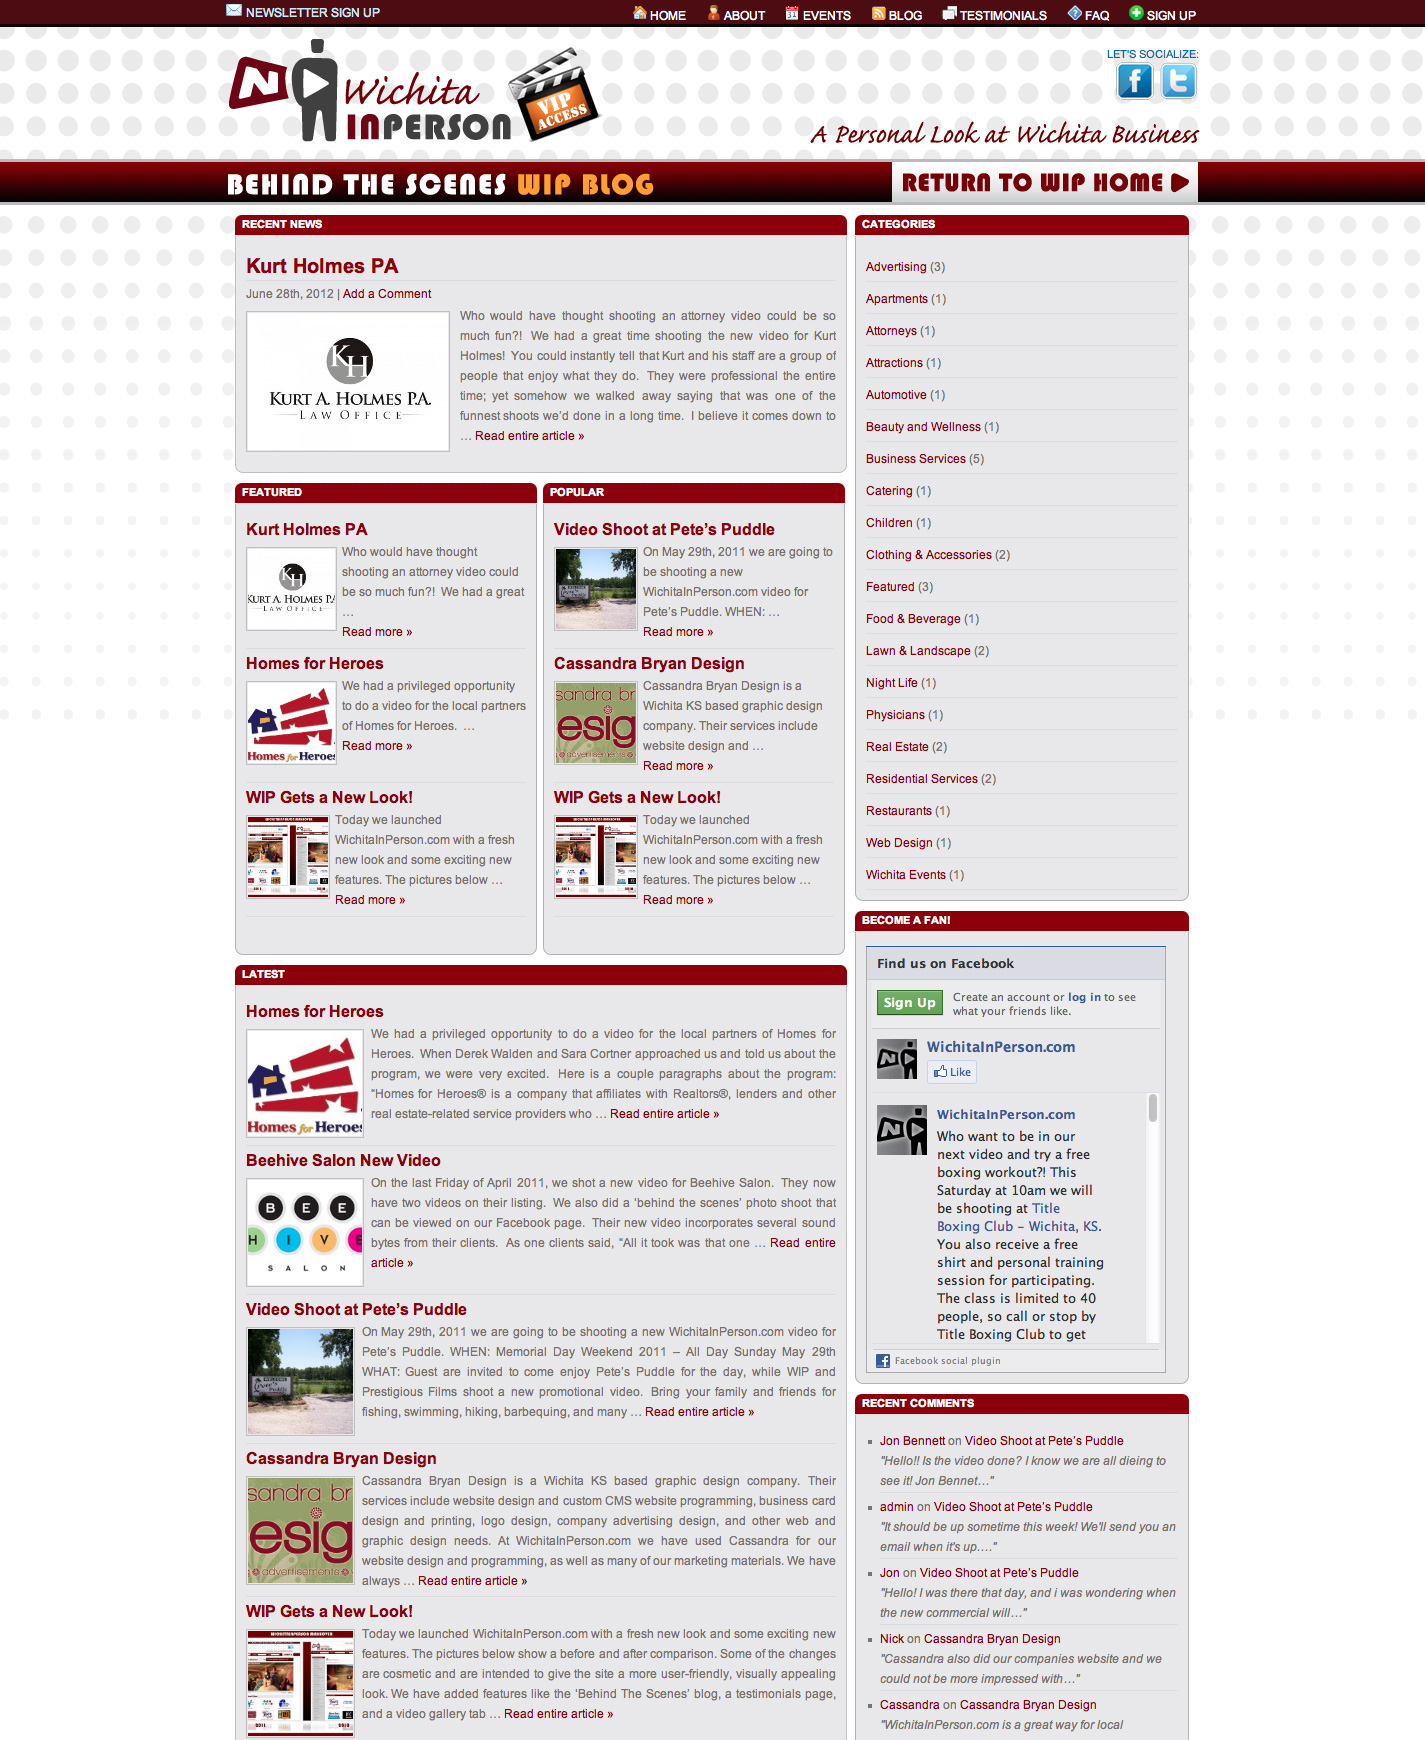 NEWSLETTER SIGN UP
HOME ABOUT EVENTS BLOG TESTIMONIALS FAQ SIGN UP
LET'S SOCIALIZE:
Wichita
INPERSON
VIP
ACCESS
A Personal Look at Wichita Business
BEHIND THE SCENES WIP BLOG
RETURN TO WIP HOME
RECENT NEWS
Kurt Holmes PA
June 28th, 2012 | Add a Comment
KH
KURT A. HOLMES P.A.
LAW OFFICE
Who would have thought shooting an attorney video could be so
much fun?! We had a great time shooting the new video for Kurt
Holmes! You could instantly tell that Kurt and his staff are a group of
people that enjoy what they do. They were professional the entire
time; yet somehow we walked away saying that was one of the
funnest shoots we'd done in a long time. I believe it comes down to
… Read entire article »
FEATURED
Kurt Holmes PA
KH
KURT A. HOLMES P.A
LAW OFFICE
Who would have thought
shooting an attorney video could
be so much fun?! We had a great
…
Read more »
Homes for Heroes
Homes for Heroes
We had a privileged opportunity
to do a video for the local partners
of Homes for Heroes. …
Read more »
WIP Gets a New Look!
Today we launched
WichitaInPerson.com with a fresh
new look and some exciting new
features. The pictures below …
Read more »
POPULAR
Video Shoot at Pete's Puddle
On May 29th, 2011 we are going to
be shooting a new
WichitaInPerson.com video for
Pete's Puddle. WHEN: …
Read more »
Cassandra Bryan Design
sandra br
esig
advertisements
Cassandra Bryan Design is a
Wichita KS based graphic design
company. Their services include
website design and …
Read more »
WIP Gets a New Look!
Today we launched
WichitaInPerson.com with a fresh
new look and some exciting new
features. The pictures below …
Read more »
LATEST
Homes for Heroes
Homes for Heroes
We had a privileged opportunity to do a video for the local partners of Homes for
Heroes. When Derek Walden and Sara Cortner approached us and told us about the
program, we were very excited. Here is a couple paragraphs about the program:
"Homes for Heroes® is a company that affiliates with Realtors®, lenders and other
real estate-related service providers who … Read entire article »
Beehive Salon New Video
BEE
HIVE
SALON
On the last Friday of April 2011, we shot a new video for Beehive Salon. They now
have two videos on their listing. We also did a 'behind the scenes' photo shoot that
can be viewed on our Facebook page. Their new video incorporates several sound
bytes from their clients. As one clients said, "All it took was that one … Read entire
article »
Video Shoot at Pete's Puddle
On May 29th, 2011 we are going to be shooting a new WichitaInPerson.com video for
Pete's Puddle. WHEN: Memorial Day Weekend 2011 – All Day Sunday May 29th
WHAT: Guest are invited to come enjoy Pete's Puddle for the day, while WIP and
Prestigious Films shoot a new promotional video. Bring your family and friends for
fishing, swimming, hiking, barbequing, and many … Read entire article »
Cassandra Bryan Design
sandra br
esig
advertisements
Cassandra Bryan Design is a Wichita KS based graphic design company. Their
services include website design and custom CMS website programming, business card
design and printing, logo design, company advertising design, and other web and
graphic design needs. At WichitaInPerson.com we have used Cassandra for our
website design and programming, as well as many of our marketing materials. We have
always … Read entire article »
WIP Gets a New Look!
Today we launched WichitaInPerson.com with a fresh new look and some exciting new
features. The pictures below show a before and after comparison. Some of the changes
are cosmetic and are intended to give the site a more user-friendly, visually appealing
look. We have added features like the 'Behind The Scenes' blog, a testimonials page,
and a video gallery tab … Read entire article »
CATEGORIES
Advertising (3)
Apartments (1)
Attorneys (1)
Attractions (1)
Automotive (1)
Beauty and Wellness (1)
Business Services (5)
Catering (1)
Children (1)
Clothing & Accessories (2)
Featured (3)
Food & Beverage (1)
Lawn & Landscape (2)
Night Life (1)
Physicians (1)
Real Estate (2)
Residential Services (2)
Restaurants (1)
Web Design (1)
Wichita Events (1)
BECOME A FAN!
Find us on Facebook
Sign Up
Create an account or log in to see
what your friends like.
WichitaInPerson.com
Like
WichitaInPerson.com
Who want to be in our
next video and try a free
boxing workout?! This
Saturday at 10am we will
be shooting at Title
Boxing Club - Wichita, KS.
You also receive a free
shirt and personal training
session for participating.
The class is limited to 40
people, so call or stop by
Title Boxing Club to get
Facebook social plugin
RECENT COMMENTS
Jon Bennett on Video Shoot at Pete's Puddle
"Hello!! Is the video done? I know we are all dieing to
see it! Jon Bennet…"
admin on Video Shoot at Pete's Puddle
"It should be up sometime this week! We'll send you an
email when it's up.…"
Jon on Video Shoot at Pete's Puddle
"Hello! I was there that day, and i was wondering when
the new commercial will…"
Nick on Cassandra Bryan Design
"Cassandra also did our companies website and we
could not be more impressed with…"
Cassandra on Cassandra Bryan Design
"WichitaInPerson.com is a great way for local